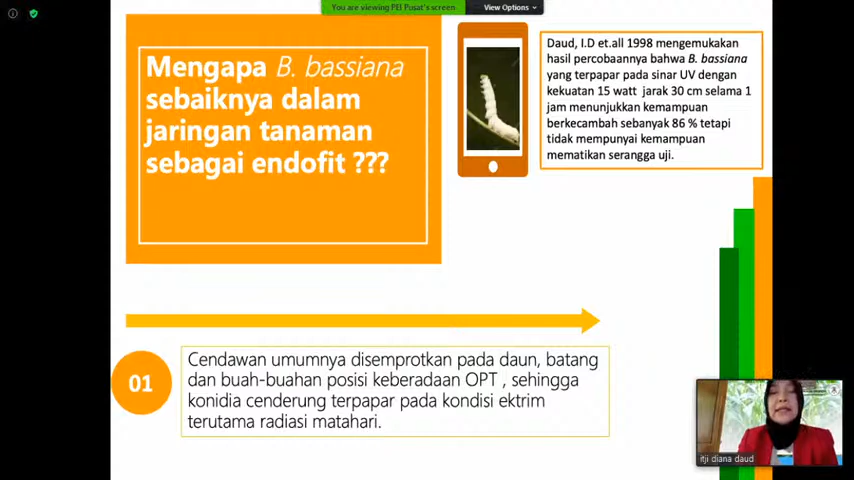 You are viewing PEI Pusat's screen
View Options
Mengapa B. bassiana
sebaiknya dalam
jaringan tanaman
sebagai endofit ???
Daud, I.D et.all 1998 mengemukakan
hasil percobaannya bahwa B. bassiana
yang terpapar pada sinar UV dengan
kekuatan 15 watt jarak 30 cm selama 1
jam menunjukkan kemampuan
berkecambah sebanyak 86 % tetapi
tidak mempunyai kemampuan
mematikan serangga uji.
01
Cendawan umumnya disemprotkan pada daun, batang
dan buah-buahan posisi keberadaan OPT , sehingga
konidia cenderung terpapar pada kondisi ektrim
terutama radiasi matahari.
itji diana daud